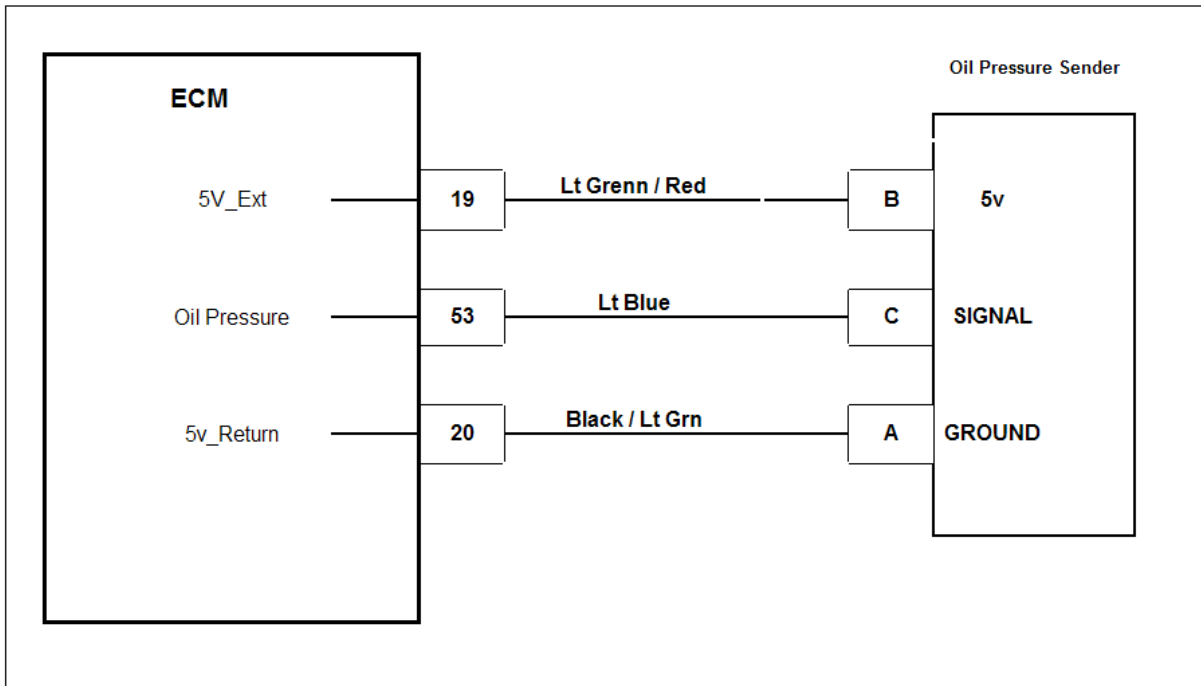 Oil Pressure Sender
ECM
5V_Ext 19 Lt Grenn / Red B 5v
Oil Pressure 53 Lt Blue C SIGNAL
5v_Return 20 Black / Lt Grn A GROUND